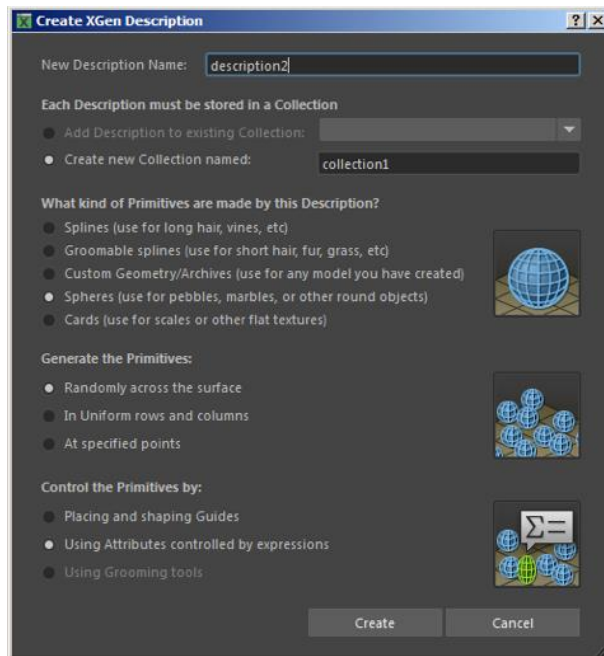 Create XGen Description
New Description Name: description2
Each Description must be stored in a Collection
Add Description to existing Collection:
Create new Collection named: collection1
What kind of Primitives are made by this Description?
Splines (use for long hair, vines, etc)
Groomable splines (use for short hair, fur, grass, etc)
Custom Geometry/Archives (use for any model you have created)
Spheres (use for pebbles, marbles, or other round objects)
Cards (use for scales or other flat textures)
Generate the Primitives:
Randomly across the surface
In Uniform rows and columns
At specified points
Control the Primitives by:
Placing and shaping Guides
Using Attributes controlled by expressions
Σ=
Using Grooming tools
Create Cancel